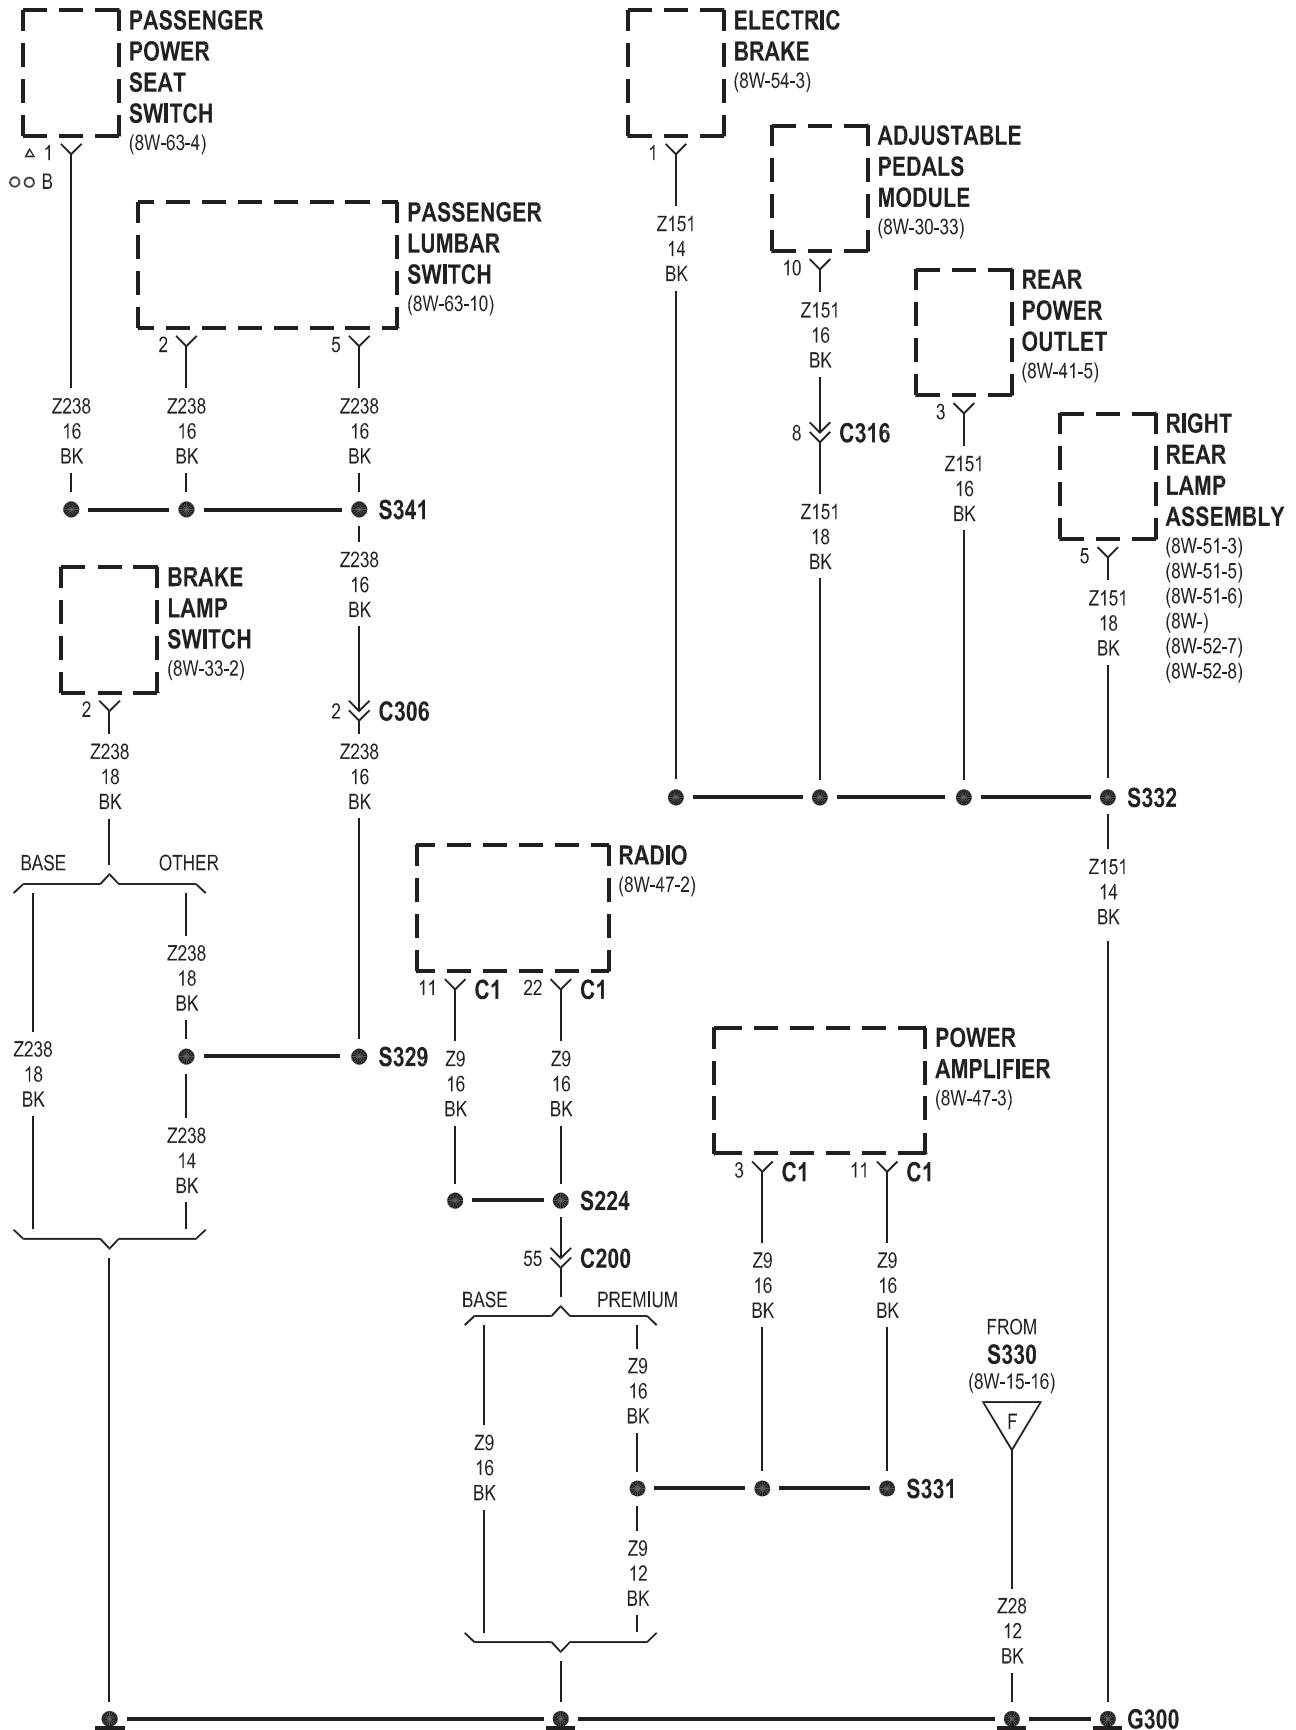 PASSENGER
POWER
SEAT
SWITCH
(8W-63-4)
1
B
PASSENGER
LUMBAR
SWITCH
(8W-63-10)
2
5
Z238
16
BK
Z238
16
BK
Z238
16
BK
S341
Z238
16
BK
BRAKE
LAMP
SWITCH
(8W-33-2)
2
2
C306
Z238
18
BK
Z238
16
BK
BASE
OTHER
Z238
18
BK
Z238
18
BK
S329
Z238
14
BK
ELECTRIC
BRAKE
(8W-54-3)
1
Z151
14
BK
ADJUSTABLE
PEDALS
MODULE
(8W-30-33)
10
Z151
16
BK
8
C316
Z151
18
BK
REAR
POWER
OUTLET
(8W-41-5)
3
Z151
16
BK
RIGHT
REAR
LAMP
ASSEMBLY
(8W-51-3)
(8W-51-5)
(8W-51-6)
(8W-)
(8W-52-7)
(8W-52-8)
5
Z151
18
BK
S332
Z151
14
BK
RADIO
(8W-47-2)
11
C1
22
C1
Z9
16
BK
Z9
16
BK
S224
55
C200
BASE
PREMIUM
Z9
16
BK
Z9
16
BK
POWER
AMPLIFIER
(8W-47-3)
3
C1
11
C1
Z9
16
BK
Z9
16
BK
S331
Z9
12
BK
FROM
S330
(8W-15-16)
F
Z28
12
BK
G300